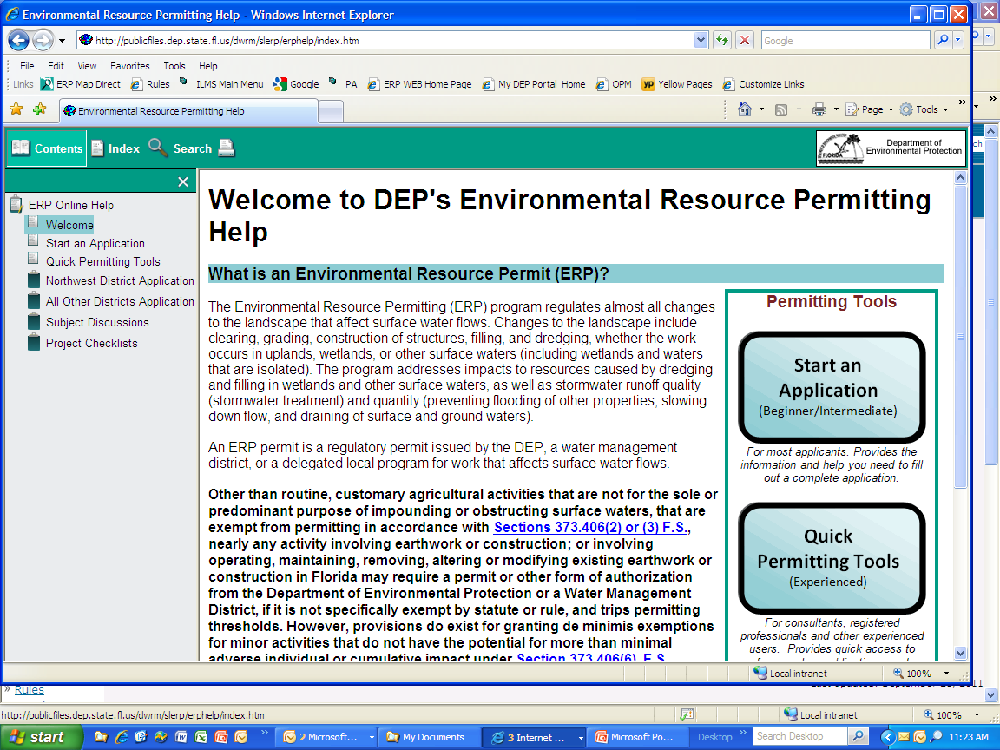 Environmental Resource Permitting Help - Windows Internet Explorer
http://publicfiles.dep.state.fl.us/dwrm/slerp/erphelp/index.htm
Google
File Edit View Favorites Tools Help
Links ERP Map Direct Rules ILMS Main Menu Google PA ERP WEB Home Page My DEP Portal Home OPM Yellow Pages Customize Links
Environmental Resource Permitting Help
Page Tools
Contents Index Search
FLORIDA
Department of
Environmental Protection
ERP Online Help
Welcome
Start an Application
Quick Permitting Tools
Northwest District Application
All Other Districts Application
Subject Discussions
Project Checklists
Welcome to DEP's Environmental Resource Permitting
Help
What is an Environmental Resource Permit (ERP)?
The Environmental Resource Permitting (ERP) program regulates almost all changes
to the landscape that affect surface water flows. Changes to the landscape include
clearing, grading, construction of structures, filling, and dredging, whether the work
occurs in uplands, wetlands, or other surface waters (including wetlands and waters
that are isolated). The program addresses impacts to resources caused by dredging
and filling in wetlands and other surface waters, as well as stormwater runoff quality
(stormwater treatment) and quantity (preventing flooding of other properties, slowing
down flow, and draining of surface and ground waters).
An ERP permit is a regulatory permit issued by the DEP, a water management
district, or a delegated local program for work that affects surface water flows.
Other than routine, customary agricultural activities that are not for the sole or
predominant purpose of impounding or obstructing surface waters, that are
exempt from permitting in accordance with Sections 373.406(2) or (3) F.S.,
nearly any activity involving earthwork or construction; or involving
operating, maintaining, removing, altering or modifying existing earthwork or
construction in Florida may require a permit or other form of authorization
from the Department of Environmental Protection or a Water Management
District, if it is not specifically exempt by statute or rule, and trips permitting
thresholds. However, provisions do exist for granting de minimis exemptions
for minor activities that do not have the potential for more than minimal
adverse individual or cumulative impact under Section 373.406(6), F.S.
Permitting Tools
Start an
Application
(Beginner/Intermediate)
For most applicants. Provides the
information and help you need to fill
out a complete application.
Quick
Permitting Tools
(Experienced)
For consultants, registered
professionals and other experienced
users. Provides quick access to
Local intranet 100%
» Rules
http://publicfiles.dep.state.fl.us/dwrm/slerp/erphelp/index.htm
Local intranet 100%
start
2 Microsoft... My Documents 3 Internet ... Microsoft Po... Desktop Search Desktop 11:23 AM